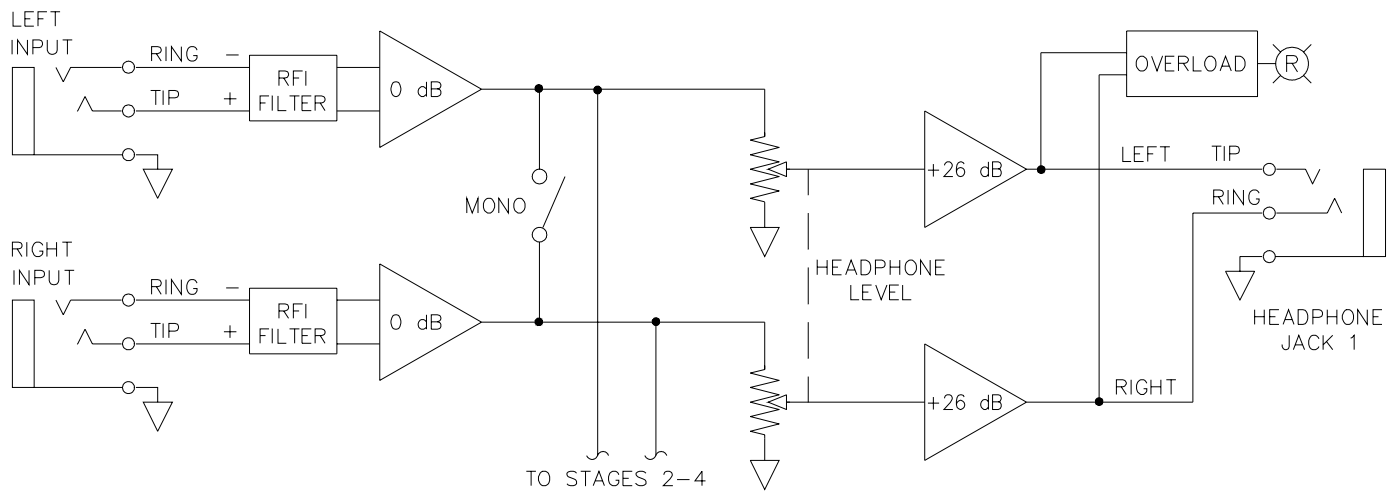 LEFT
INPUT
RING −
TIP +
RFI
FILTER
0 dB
MONO
RIGHT
INPUT
RING −
TIP +
RFI
FILTER
0 dB
TO STAGES 2-4
HEADPHONE
LEVEL
+26 dB
+26 dB
OVERLOAD
R
LEFT
TIP
RING
RIGHT
HEADPHONE
JACK 1